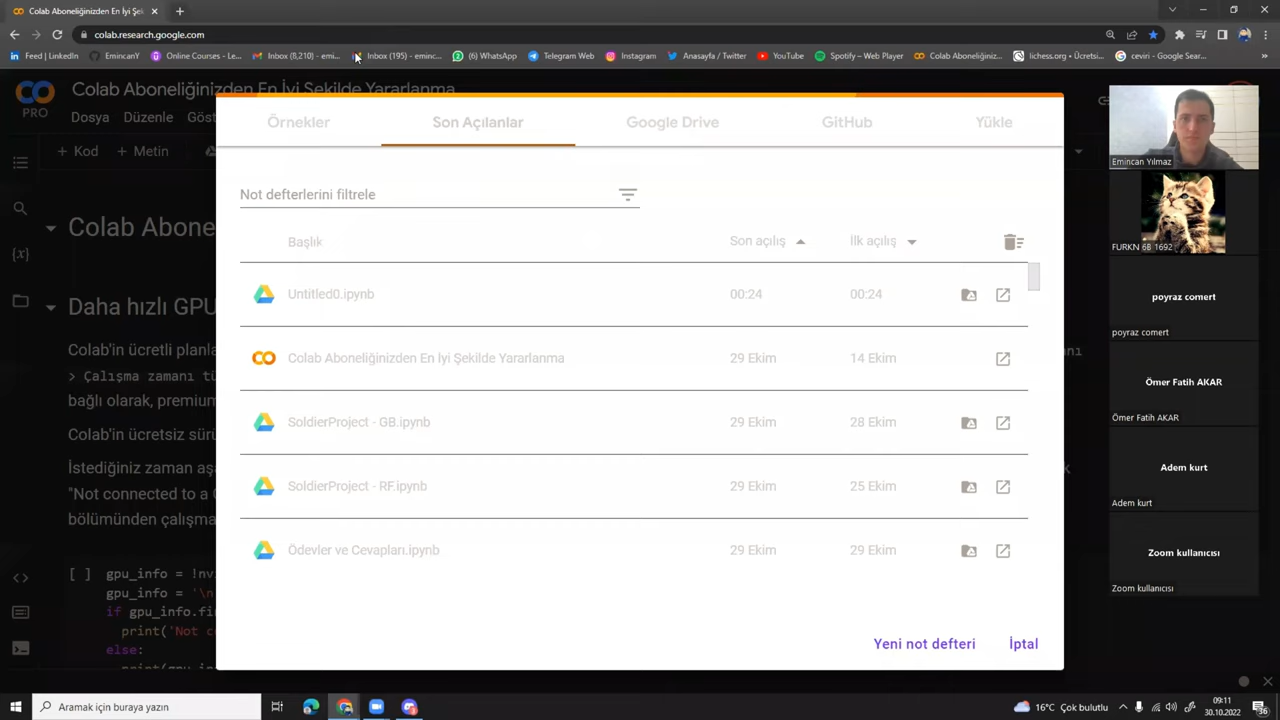 Colab Aboneliğinizden En İyi Şek
colab.research.google.com
Feed | LinkedIn
EmincanY
Online Courses - Le...
Inbox (8,210) - emi...
Inbox (195) - eminc...
(6) WhatsApp
Telegram Web
Instagram
Anasayfa / Twitter
YouTube
Spotify – Web Player
Colab Aboneliğiniz...
lichess.org • Ücretsi...
ceviri - Google Sear...
PRO
Colab Aboneliğinizden En İyi Şekilde Yararlanma
Dosya Düzenle Göst
+ Kod + Metin
Örnekler
Son Açılanlar
Google Drive
GitHub
Yükle
Not defterlerini filtrele
Başlık
Son açılış
İlk açılış
Untitled0.ipynb 00:24 00:24
Colab Aboneliğinizden En İyi Şekilde Yararlanma 29 Ekim 14 Ekim
SoldierProject - GB.ipynb 29 Ekim 28 Ekim
SoldierProject - RF.ipynb 29 Ekim 25 Ekim
Ödevler ve Cevapları.ipynb 29 Ekim 29 Ekim
Yeni not defteri
İptal
Colab Abone
Daha hızlı GPU
Colab'in ücretli planla
> Çalışma zamanı tü
bağlı olarak, premium
Colab'in ücretsiz sürü
İstediğiniz zaman aşa
"Not connected to a G
bölümünden çalışma
[ ] gpu_info = !nvi
gpu_info = '\n
if gpu_info.fi
print('Not c
else:
print(gpu_in
Emincan Yılmaz
FURKN 6B 1692
poyraz comert
poyraz comert
Ömer Fatih AKAR
Ömer Fatih AKAR
Adem kurt
Adem kurt
Zoom kullanıcısı
Zoom kullanıcısı
Aramak için buraya yazın
16°C Çok bulutlu
09:11
30.10.2022
36